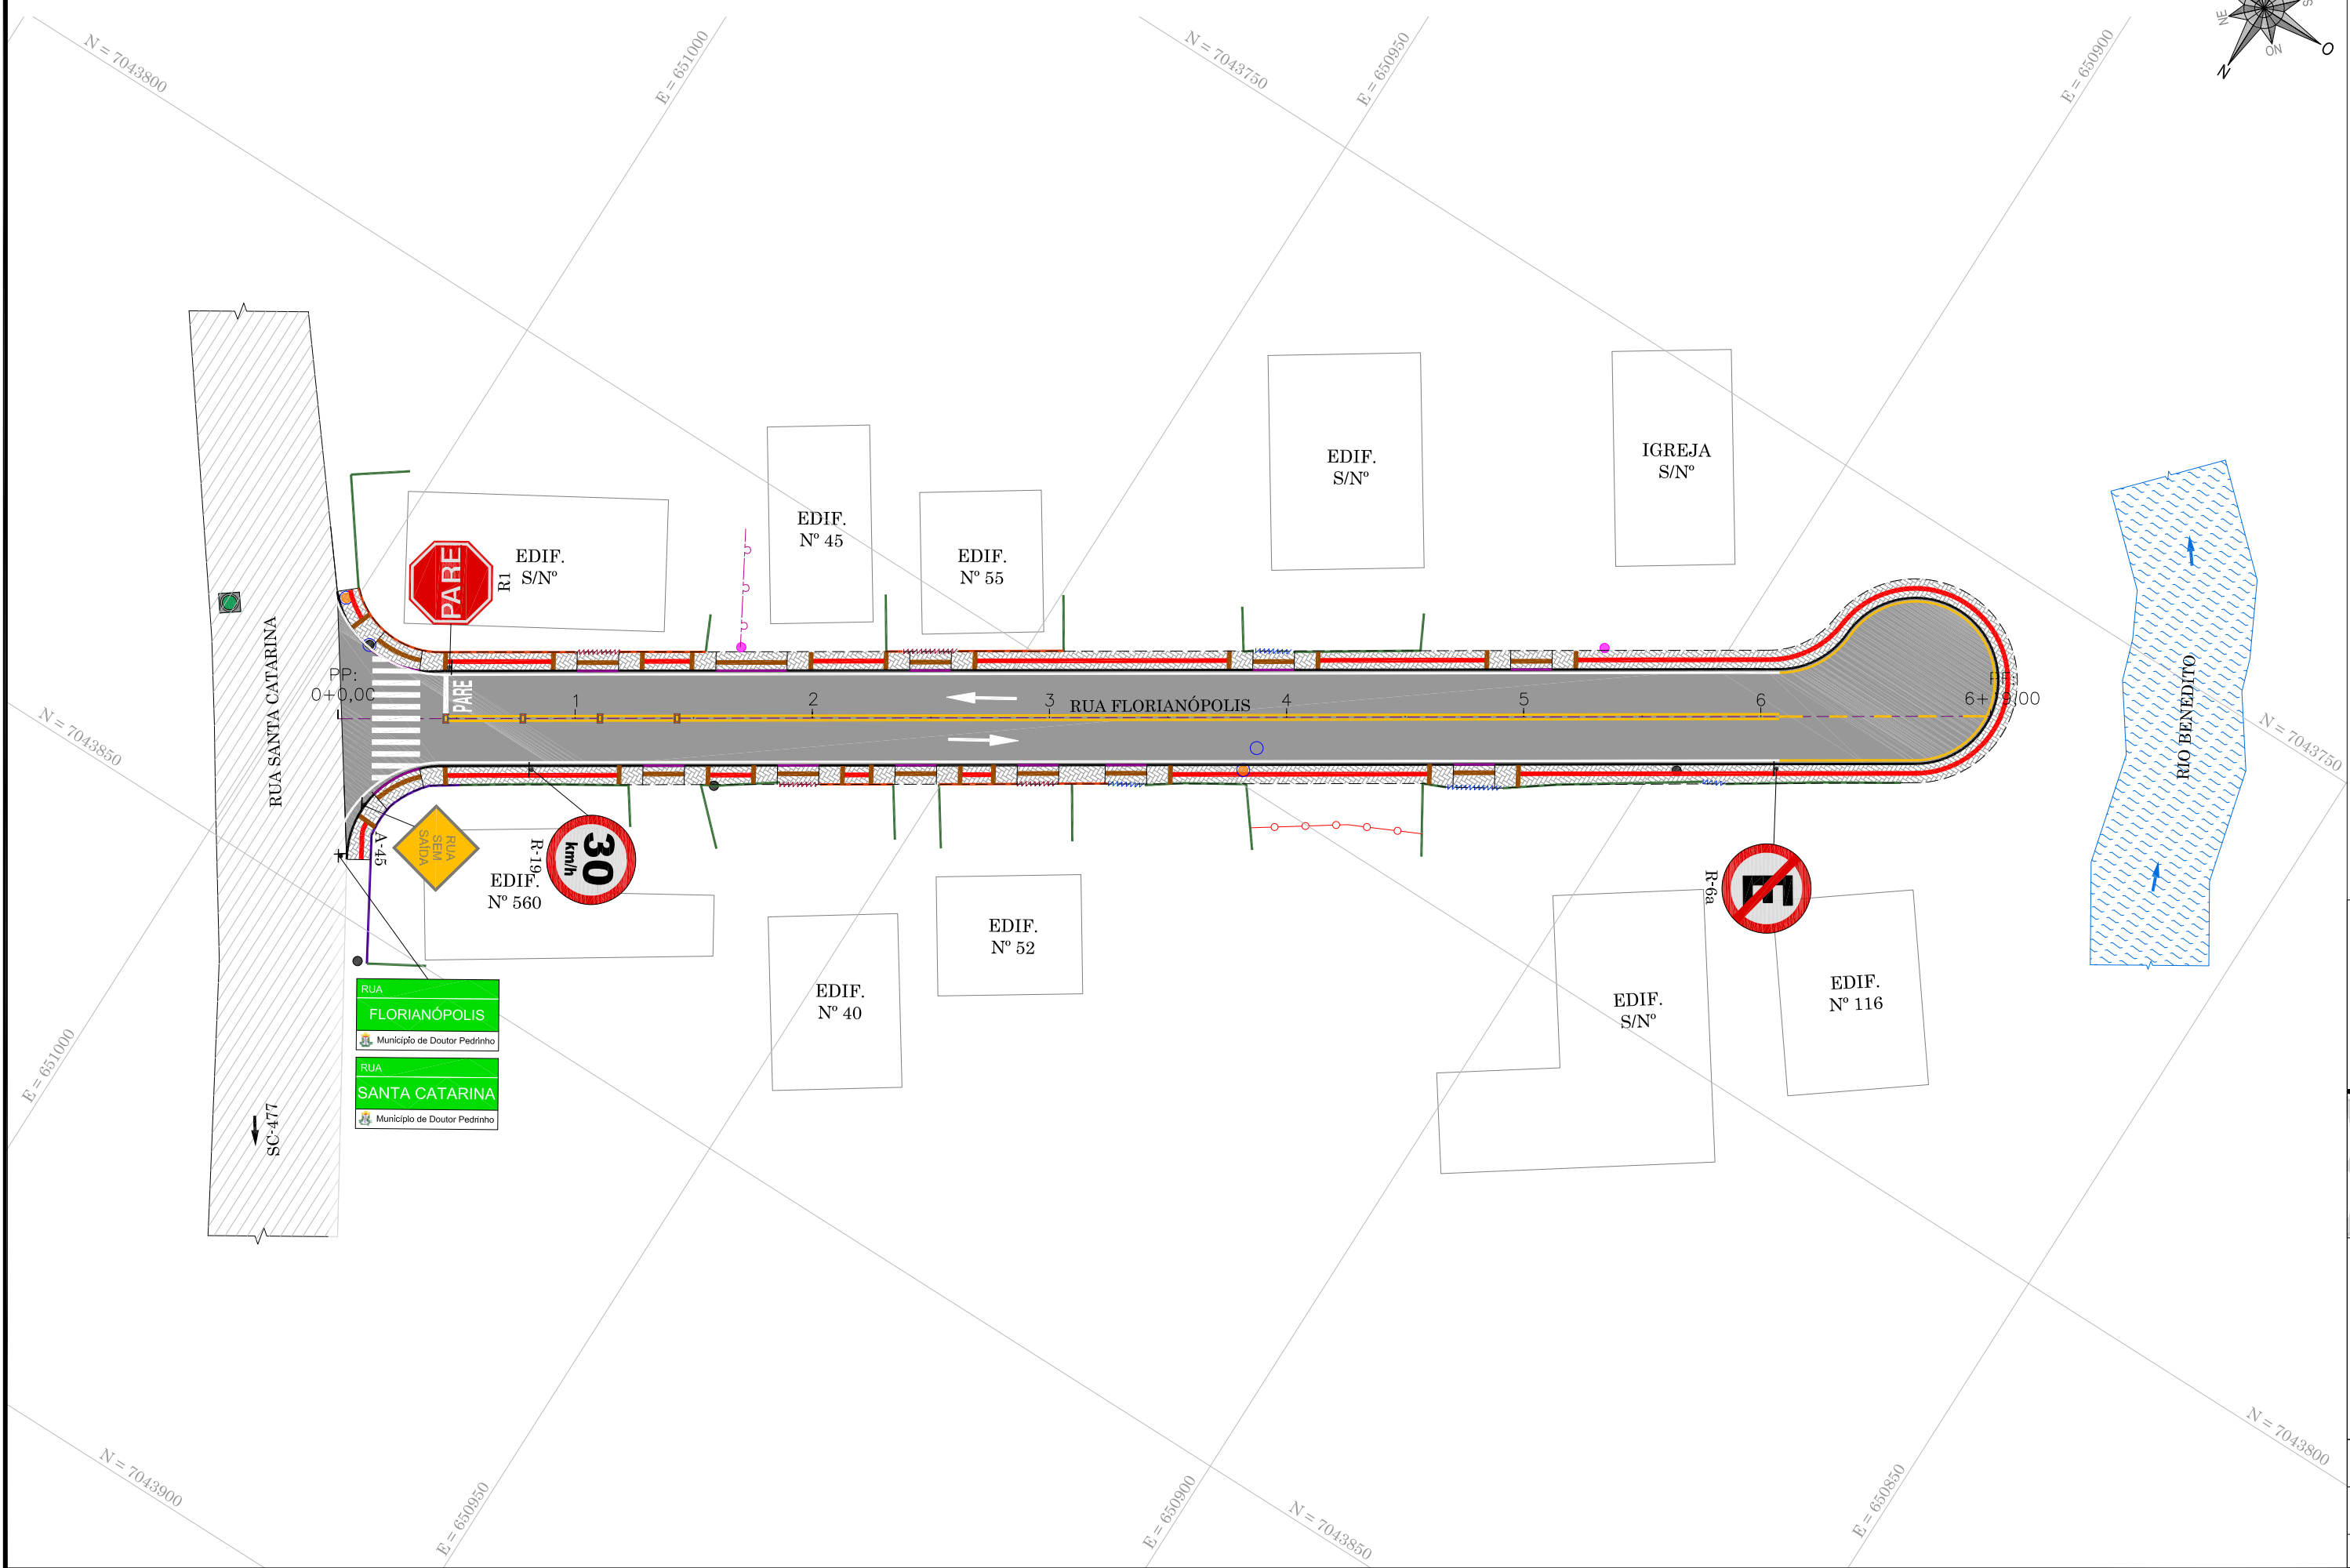 N = 7043800
E = 651000
N = 7043750
E = 650950
E = 650900
NE
N
NO
O
S
IGREJA
S/Nº
EDIF.
S/Nº
EDIF.
Nº 45
EDIF.
Nº 55
EDIF.
S/Nº
PARE
R1
RUA SANTA CATARINA
PP:
0+0,00
PARE
1
2
3
4
5
6
RUA FLORIANÓPOLIS
RIO BENEDITO
N = 7043850
N = 7043750
A-45
RUA
SEM
SAÍDA
R-19
30
km/h
EDIF.
Nº 560
R-6a
E
EDIF.
Nº 52
EDIF.
Nº 40
EDIF.
S/Nº
EDIF.
Nº 116
RUA
FLORIANÓPOLIS
Município de Doutor Pedrinho
RUA
SANTA CATARINA
Município de Doutor Pedrinho
SC-477
E = 651000
N = 7043900
E = 650950
E = 650900
N = 7043850
E = 650850
N = 7043800